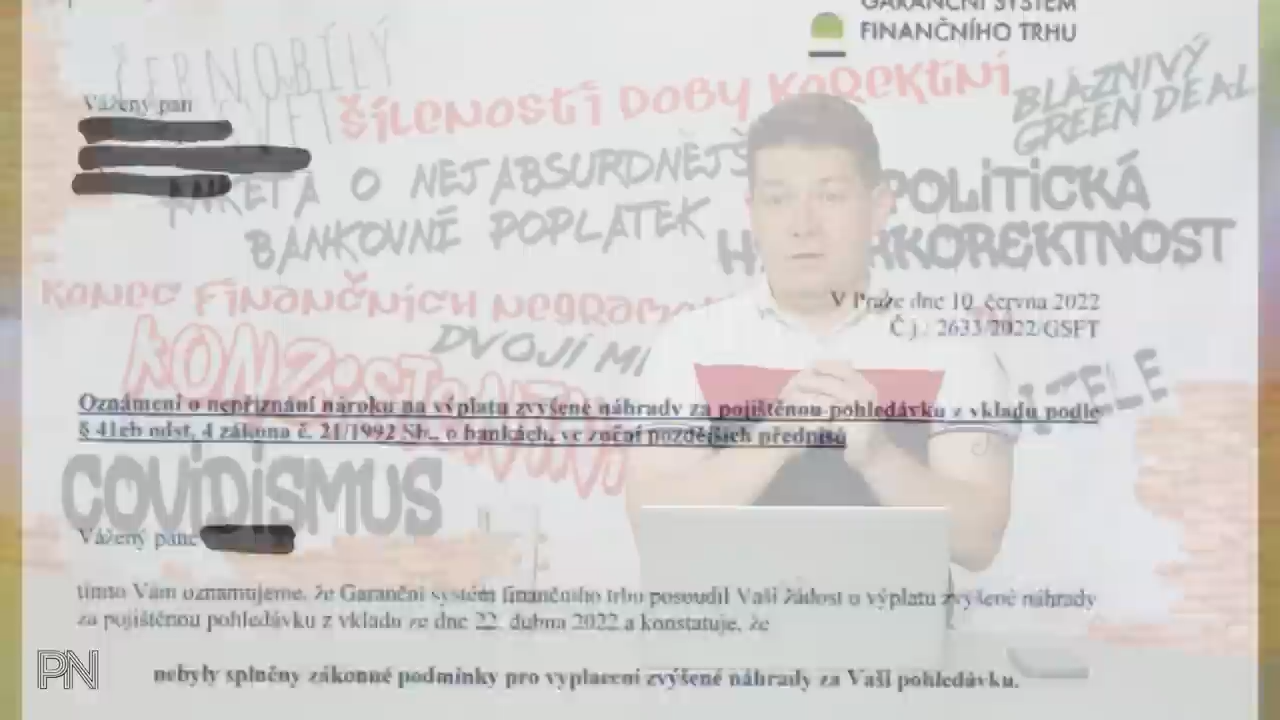 GARANČNÍ SYSTÉM
FINANČNÍHO TRHU
ČERNOBÍLÝ
SVĚT
ŠÍLENOSTI DOBY KOREKTNÍ
BLÁZNIVÝ
GREEN DEAL
Vážený pan
ANKETA O NEJABSURDNĚJŠ
BANKOVNÍ POPLATEK
POLITICKÁ
KOREKTNOST
KONEC FINANČNÍCH NEGRAM
V Praze dne 10. června 2022
Č.j.: 2633/2022/GSFT
DVOJÍ
Oznámení o nepřiznání nároku na výplatu zvýšené náhrady za pojištěnou pohledávku z vkladu podle
§ 41eb odst. 4 zákona č. 21/1992 Sb., o bankách, ve znění pozdějších předpisů
COVIDISMUS
Vážený pane
tímto Vám oznamujeme, že Garanční systém finančního trhu posoudil Vaši žádost o výplatu zvýšené náhrady
za pojištěnou pohledávku z vkladu ze dne 22. dubna 2022 a konstatuje, že
PN
nebyly splněny zákonné podmínky pro vyplacení zvýšené náhrady za Vaši pohledávku.